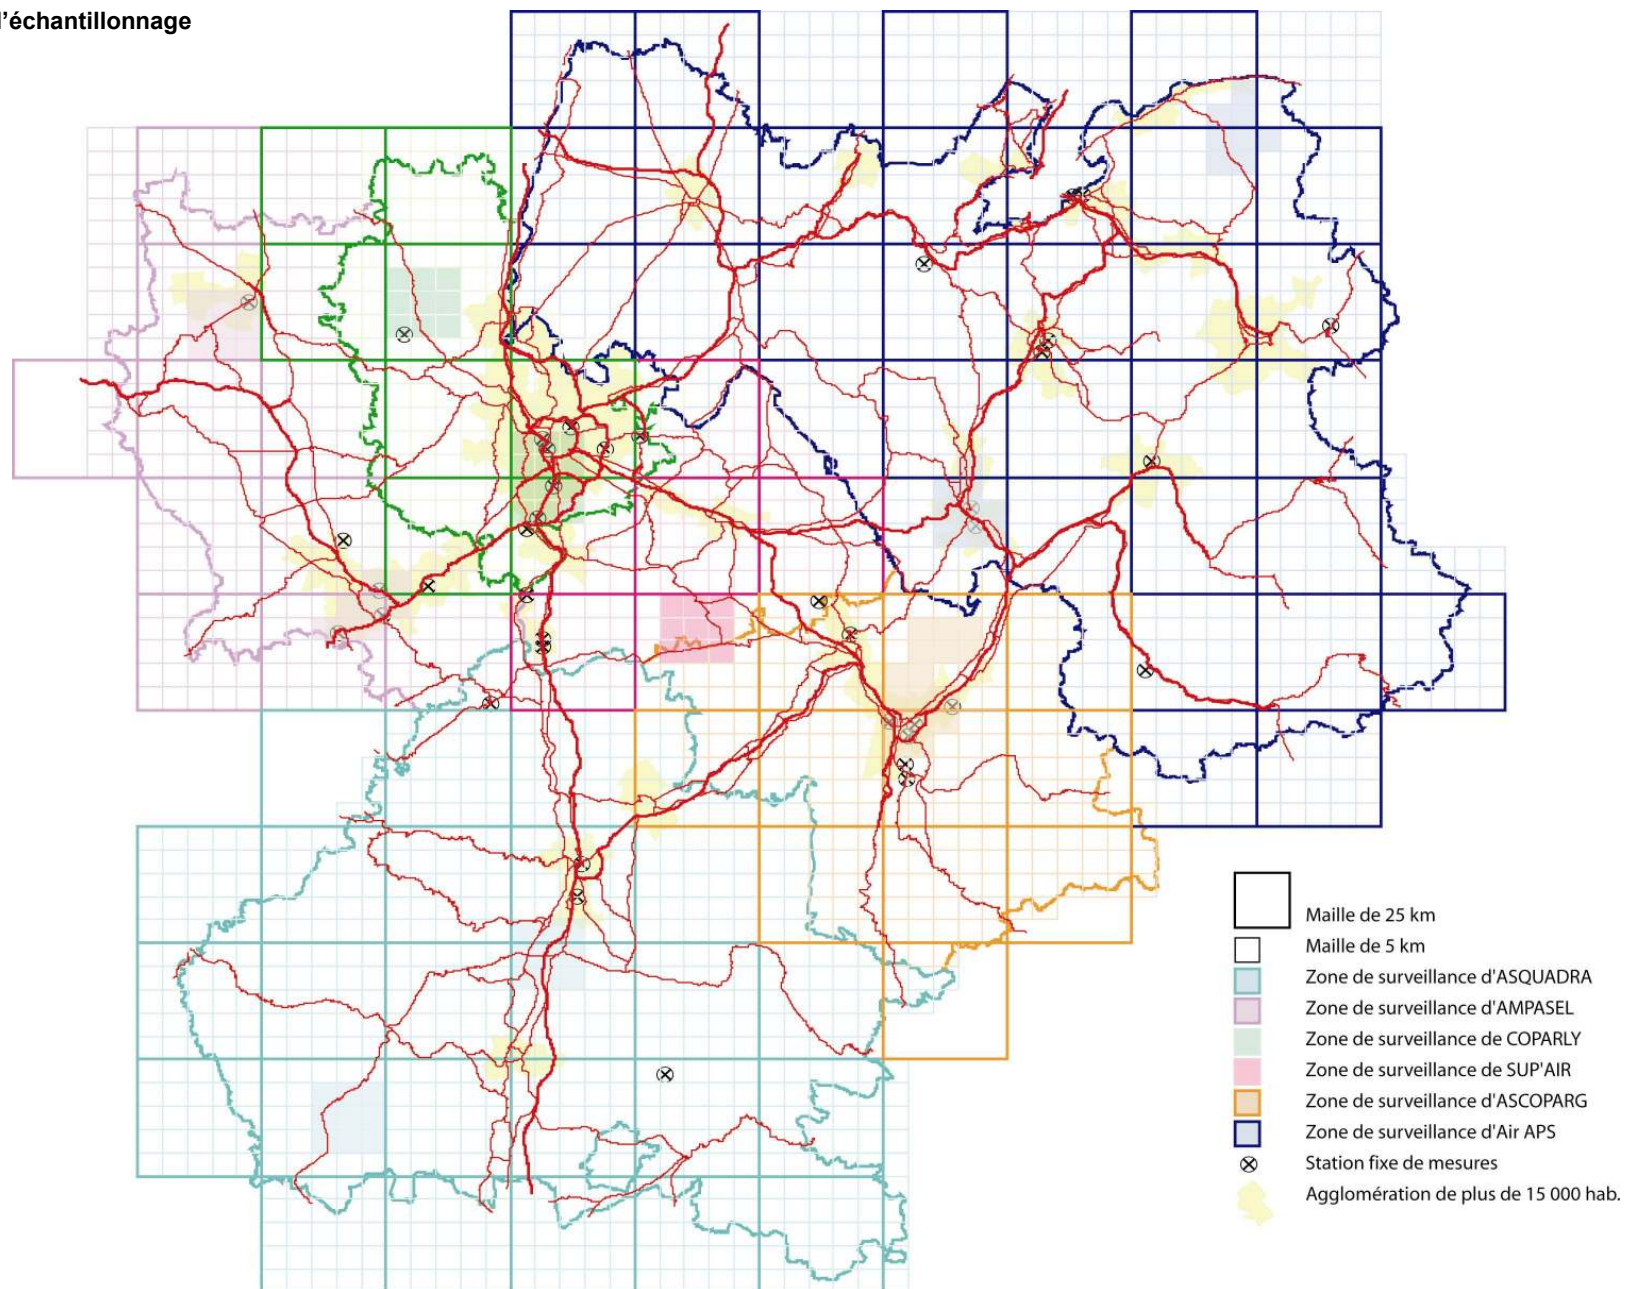 l'échantillonnage
Maille de 25 km
Maille de 5 km
Zone de surveillance d'ASQUADRA
Zone de surveillance d'AMPASEL
Zone de surveillance de COPARLY
Zone de surveillance de SUP'AIR
Zone de surveillance d'ASCOPARG
Zone de surveillance d'Air APS
Station fixe de mesures
Agglomération de plus de 15 000 hab.